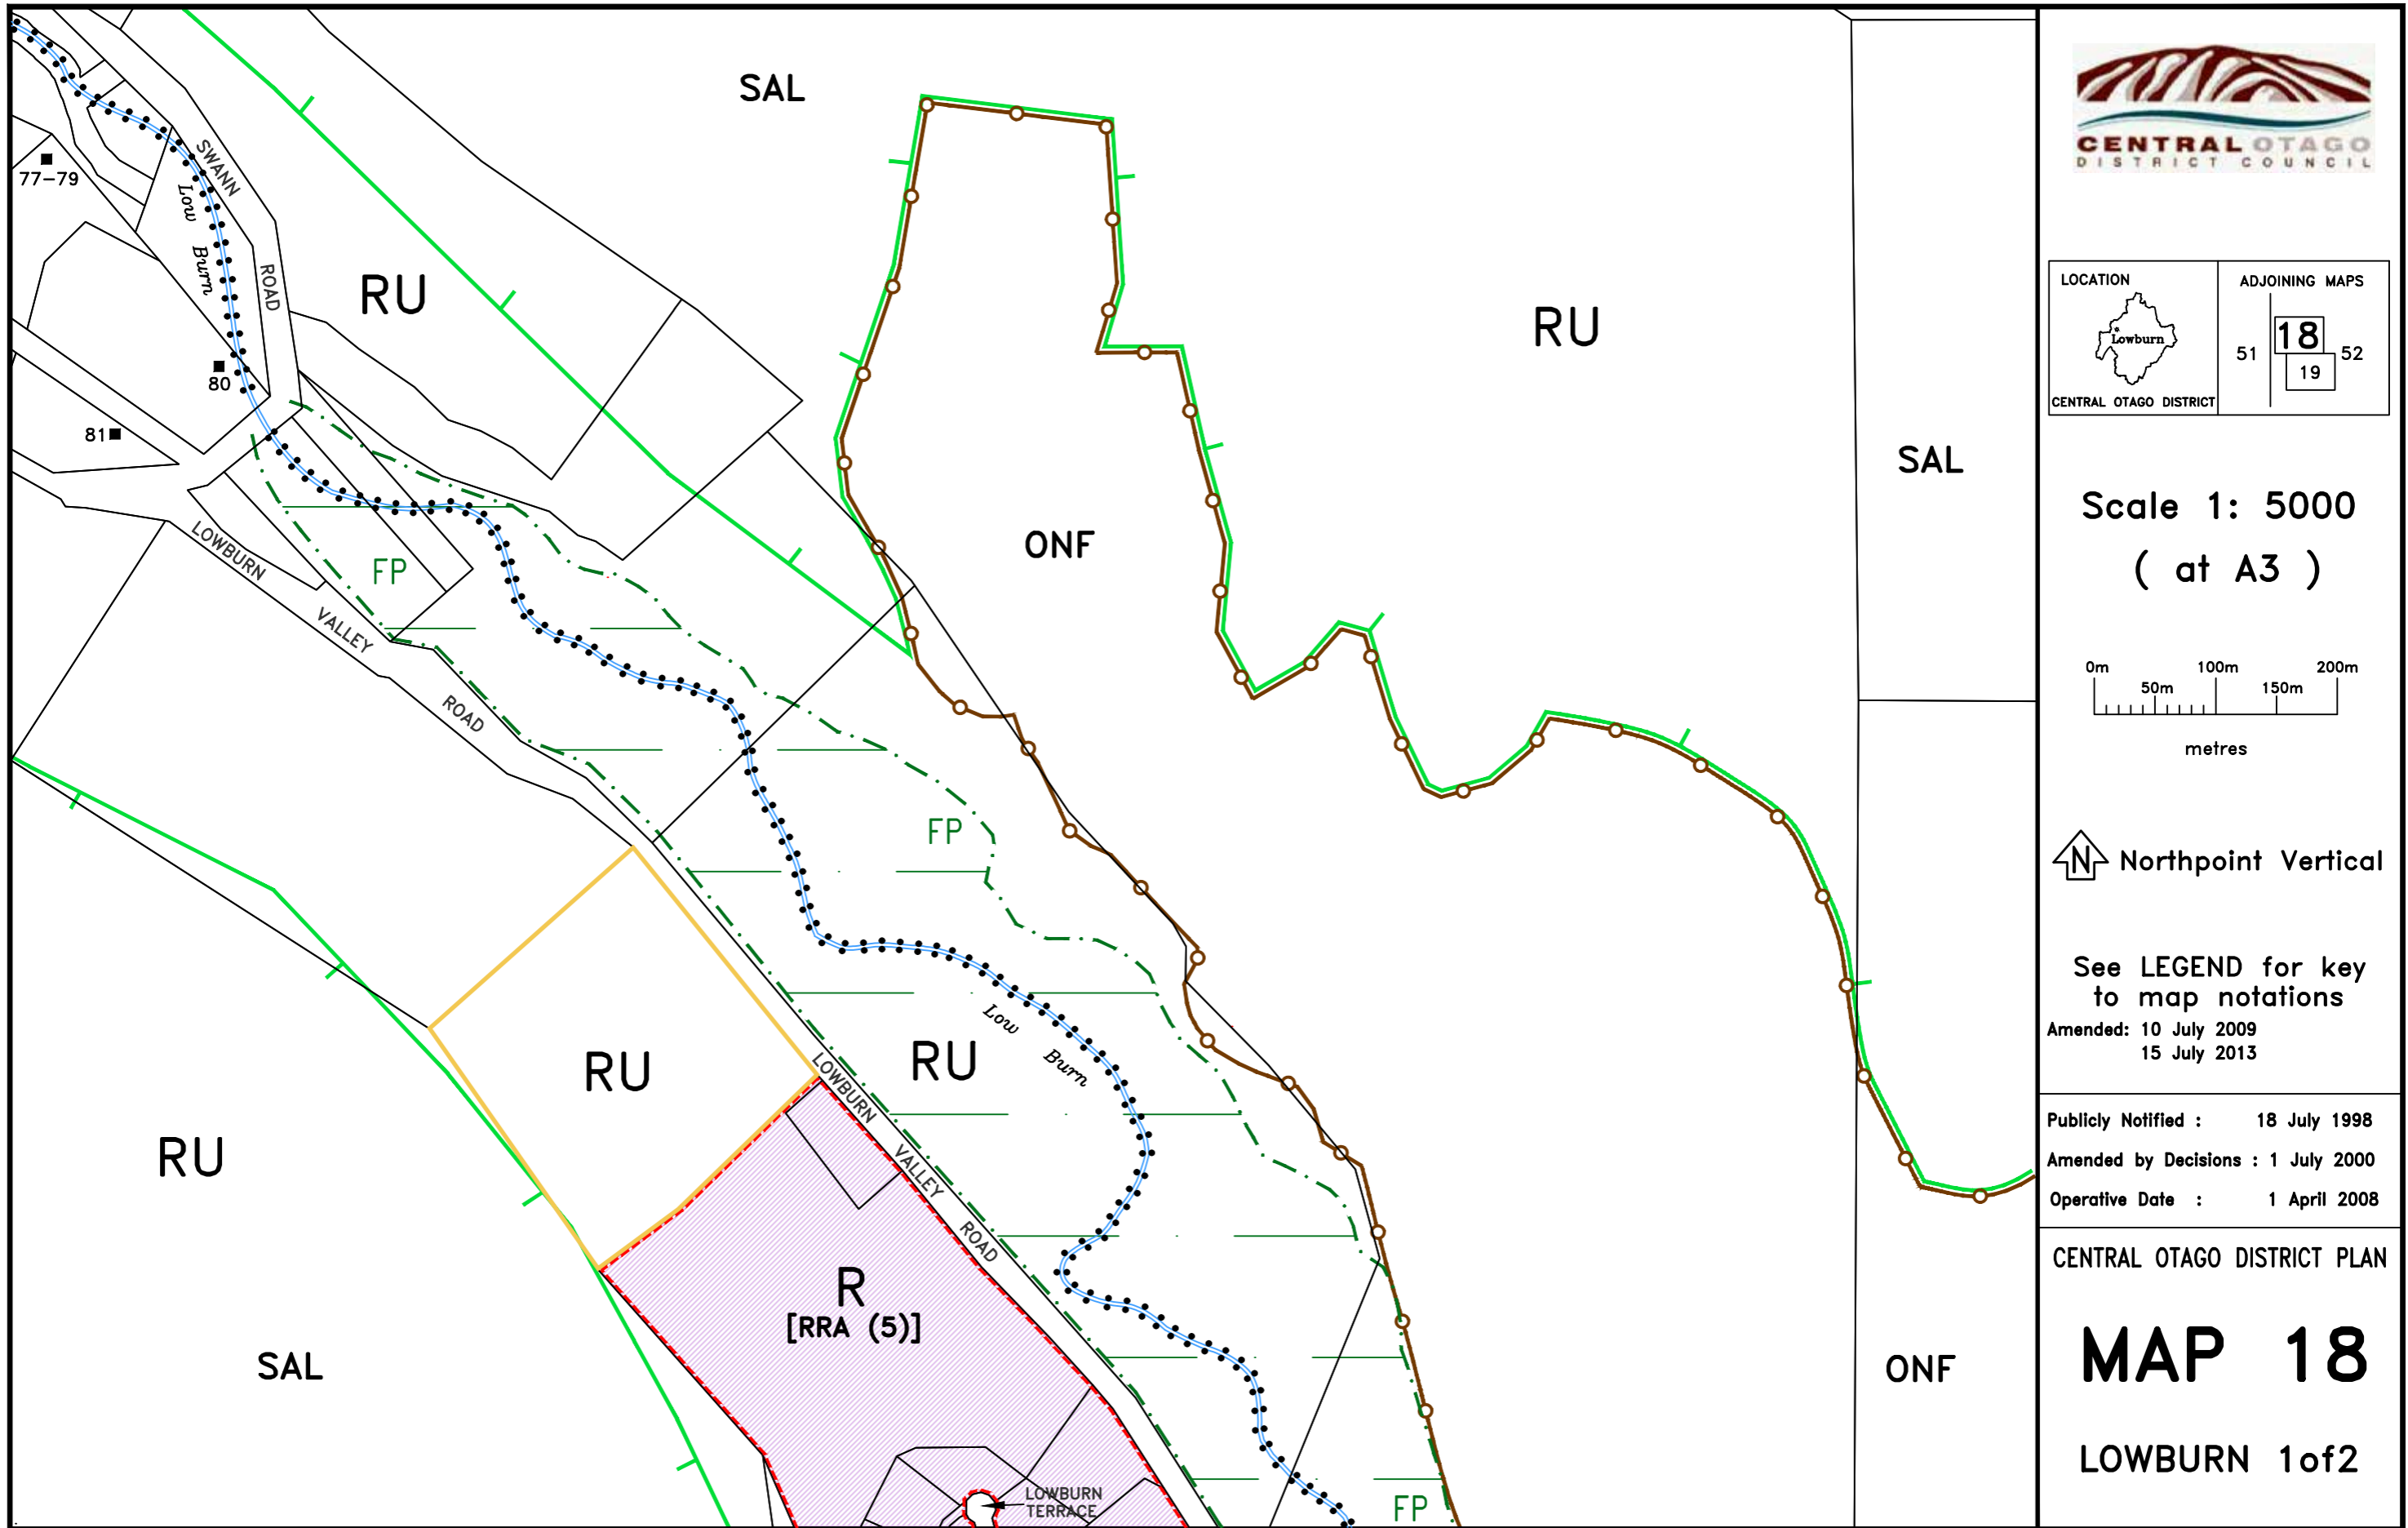 SAL
SWANN
ROAD
77-79
Low
Burn
RU
RU
80
81
SAL
LOWBURN
VALLEY
ROAD
FP
ONF
FP
Low
Burn
RU
RU
LOWBURN
VALLEY
ROAD
RU
R
[RRA (5)]
SAL
ONF
LOWBURN
TERRACE
FP
CENTRAL OTAGO
DISTRICT COUNCIL
LOCATION
Lowburn
CENTRAL OTAGO DISTRICT
ADJOINING MAPS
18
51
52
19
Scale 1: 5000
( at A3 )
0m 100m 200m
50m 150m
metres
N Northpoint Vertical
See LEGEND for key
to map notations
Amended: 10 July 2009
15 July 2013
Publicly Notified : 18 July 1998
Amended by Decisions : 1 July 2000
Operative Date : 1 April 2008
CENTRAL OTAGO DISTRICT PLAN
MAP 18
LOWBURN 1of2